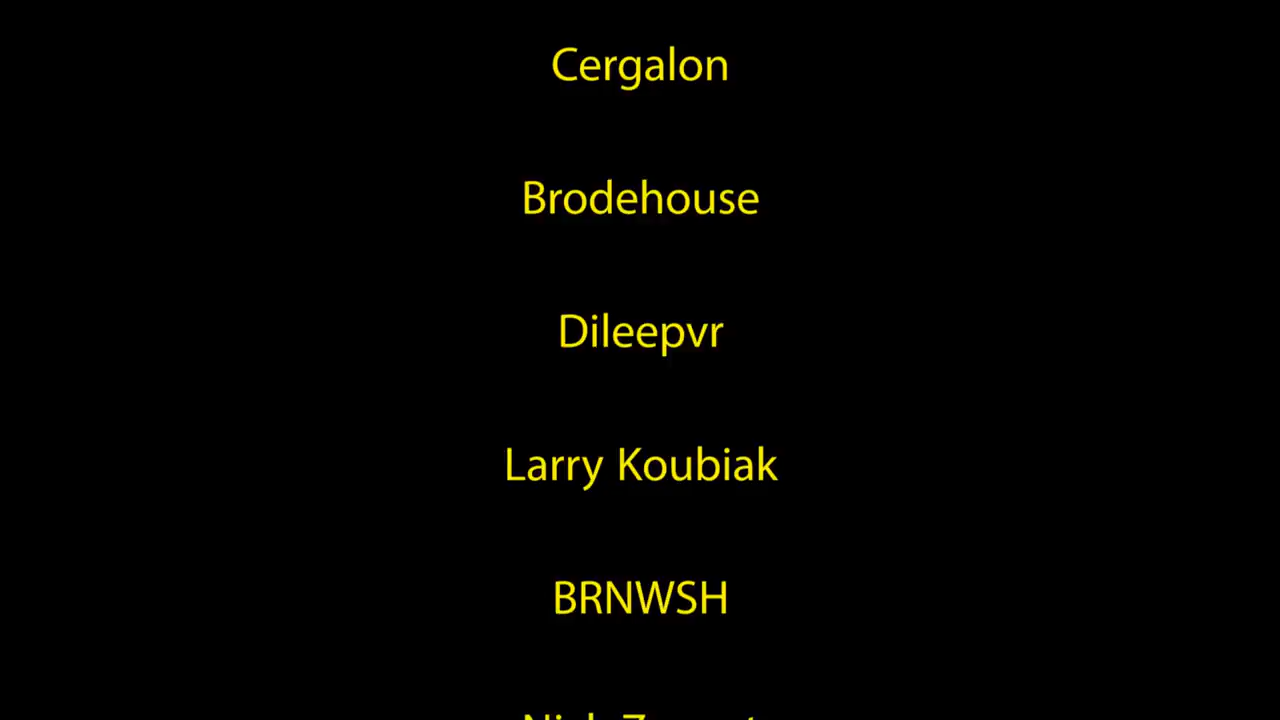 Cergalon
Brodehouse
Dileepvr
Larry Koubiak
BRNWSH